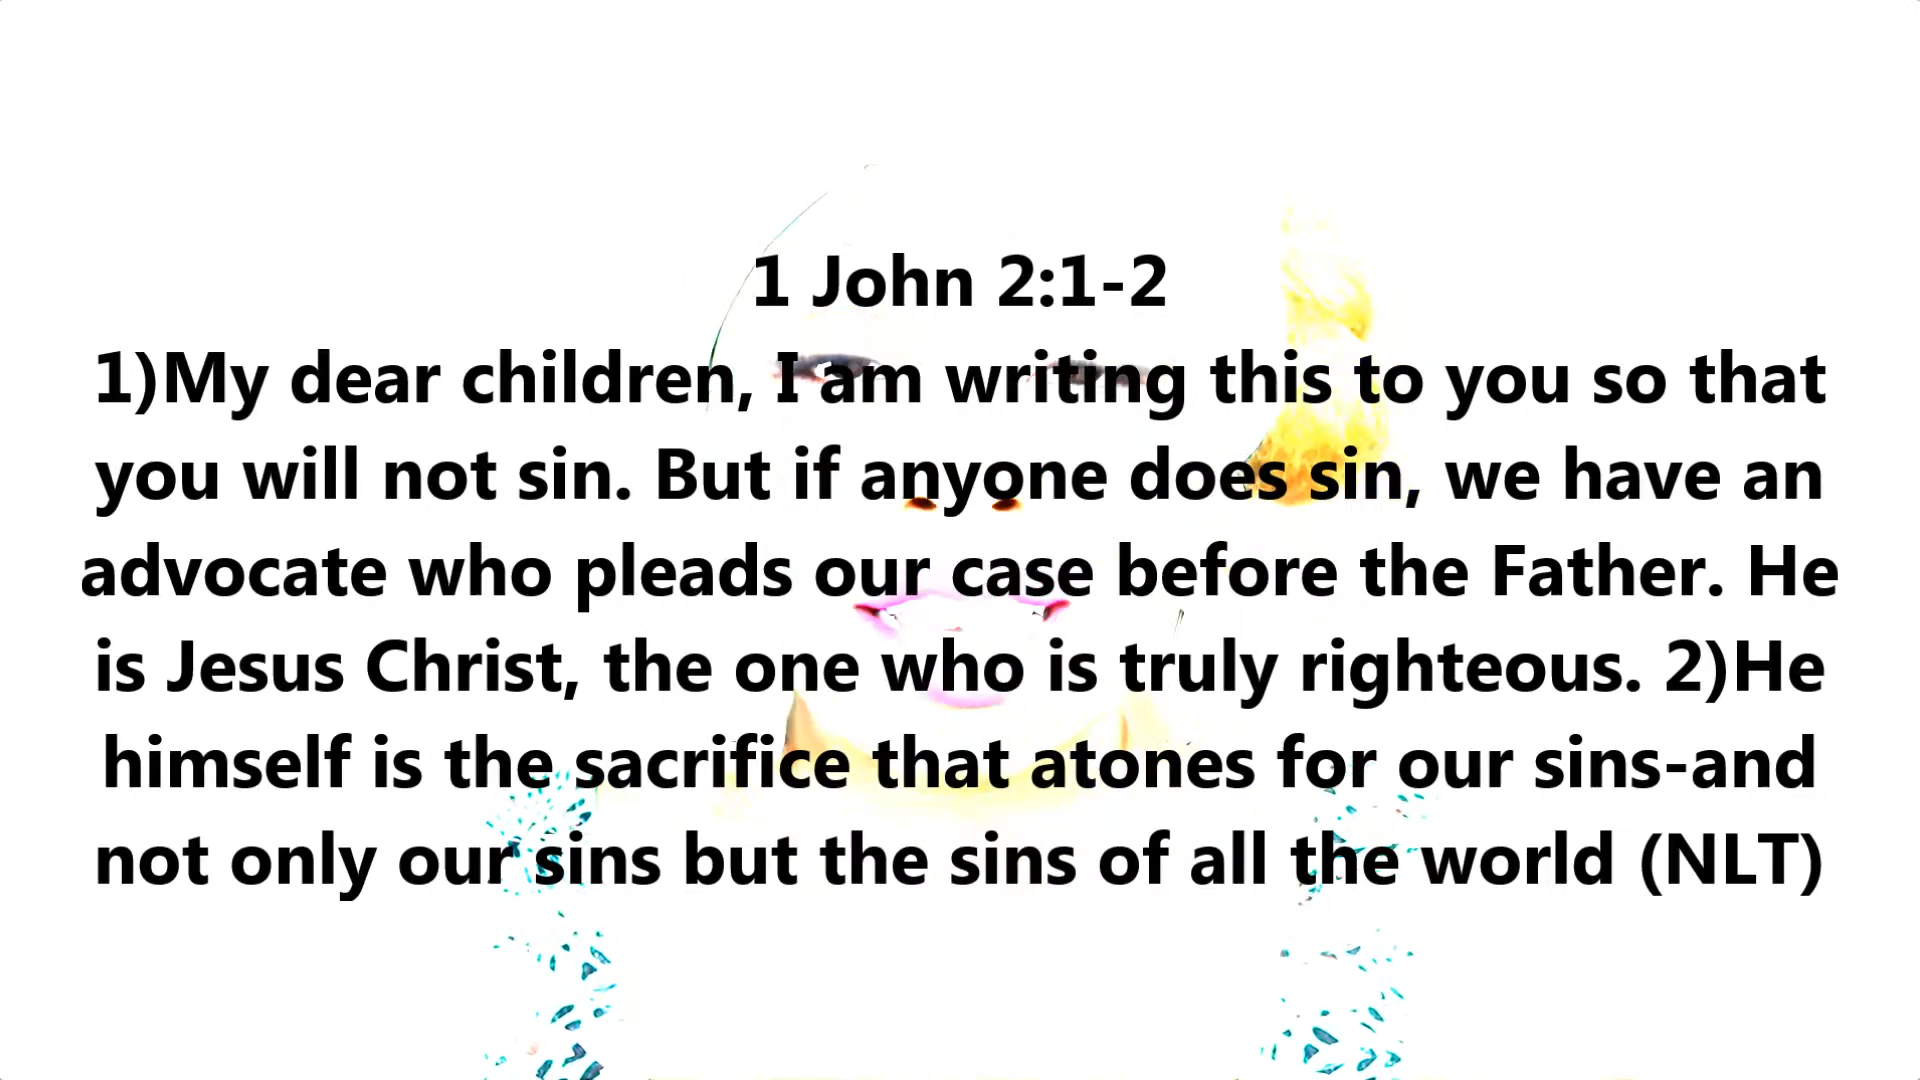 1 John 2:1-2
1)My dear children, I am writing this to you so that
you will not sin. But if anyone does sin, we have an
advocate who pleads our case before the Father. He
is Jesus Christ, the one who is truly righteous. 2)He
himself is the sacrifice that atones for our sins-and
not only our sins but the sins of all the world (NLT)